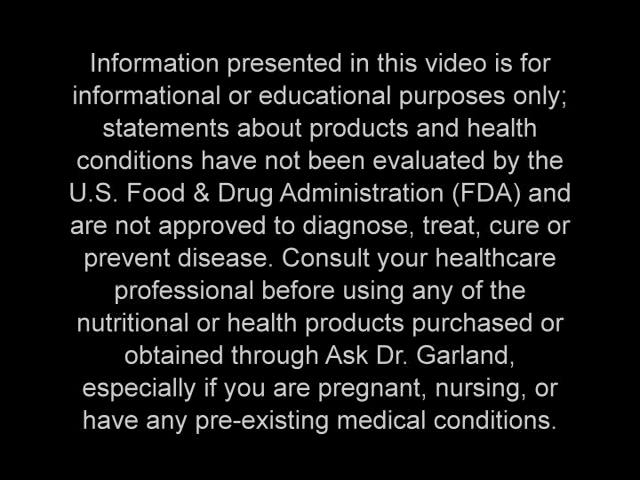 Information presented in this video is for
informational or educational purposes only;
statements about products and health
conditions have not been evaluated by the
U.S. Food & Drug Administration (FDA) and
are not approved to diagnose, treat, cure or
prevent disease. Consult your healthcare
professional before using any of the
nutritional or health products purchased or
obtained through Ask Dr. Garland,
especially if you are pregnant, nursing, or
have any pre-existing medical conditions.